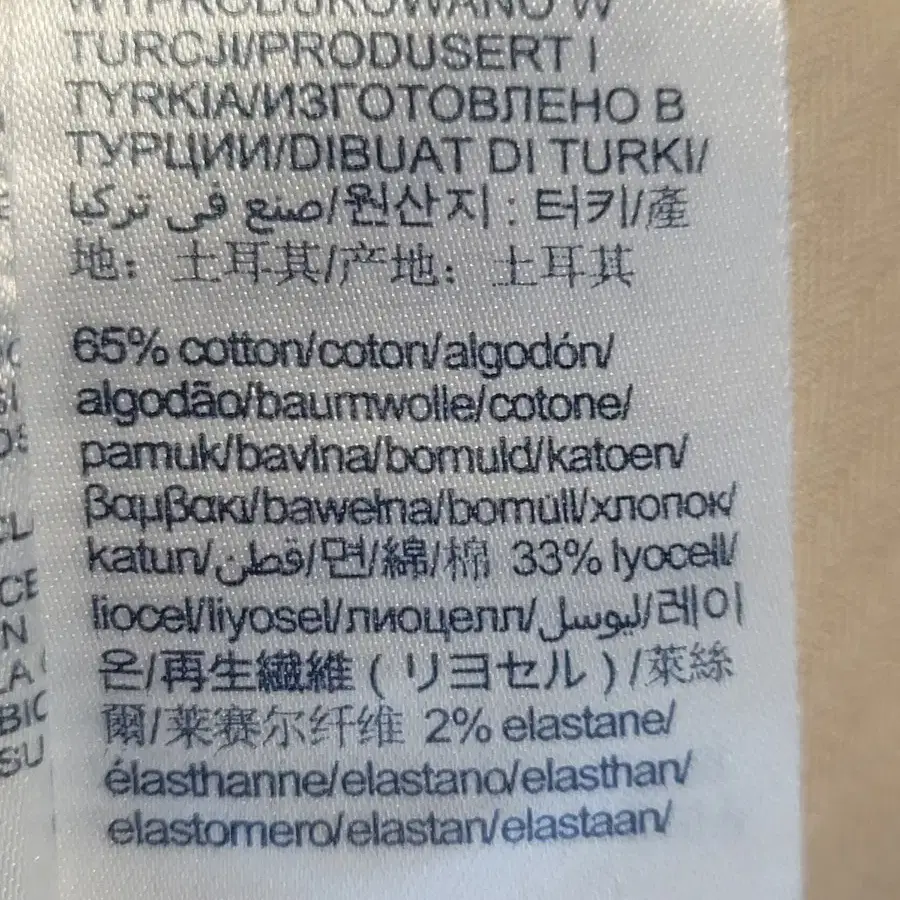 WYPRODUKOWANO W
TURCJI/PRODUSERT I
TYRKIA/ИЗГОТОВЛЕНО В
ТУРЦИИ/DIBUAT DI TURKI/
صنع في تركيا/원산지 : 터키/產
地： 土耳其/产地： 土耳其
65% cotton/coton/algodón/
algodão/baumwolle/cotone/
pamuk/bavlna/bomuld/katoen/
βαμβακι/bawełna/bomull/хлопок/
katun/قطن/면/綿/棉 33% lyocell/
liocel/liyosel/лиоцелл/ليوسل/레이
온/再生繊維 ( リヨセル ) /萊絲
爾/莱赛尔纤维 2% elastane/
élasthanne/elastano/elasthan/
elastomero/elastan/elastaan/